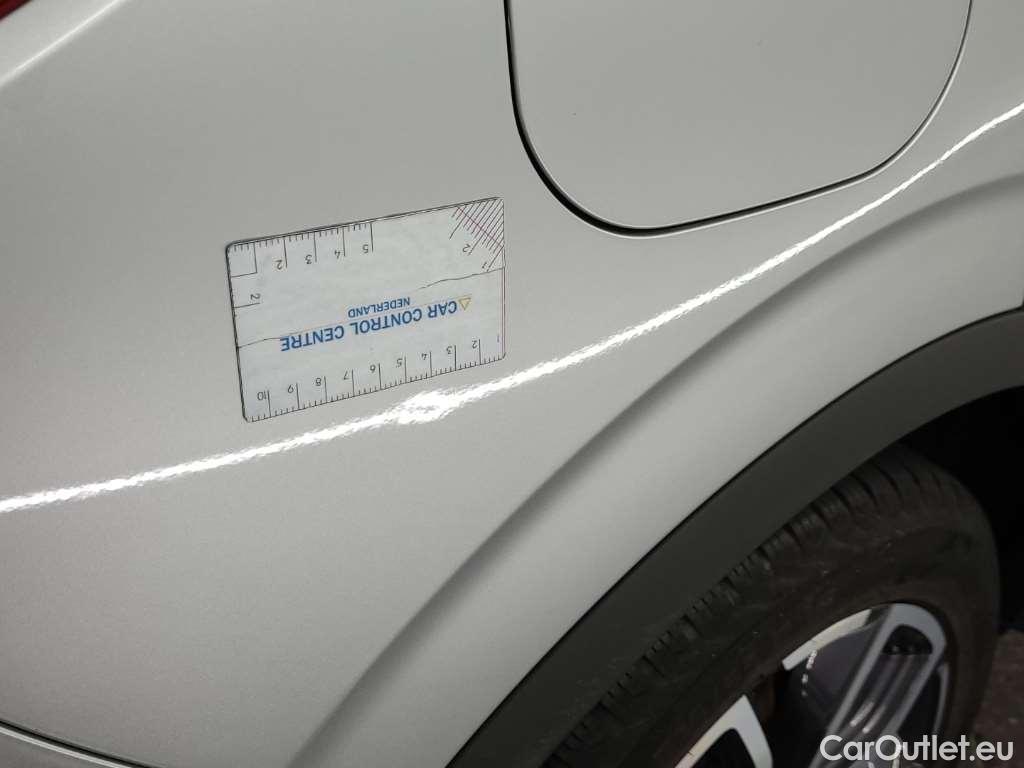 1 2
2 3 4 5
2
CAR CONTROL CENTRE
NEDERLAND
1 2 3 4 5 6 7 8 9 10
CarOutlet.eu